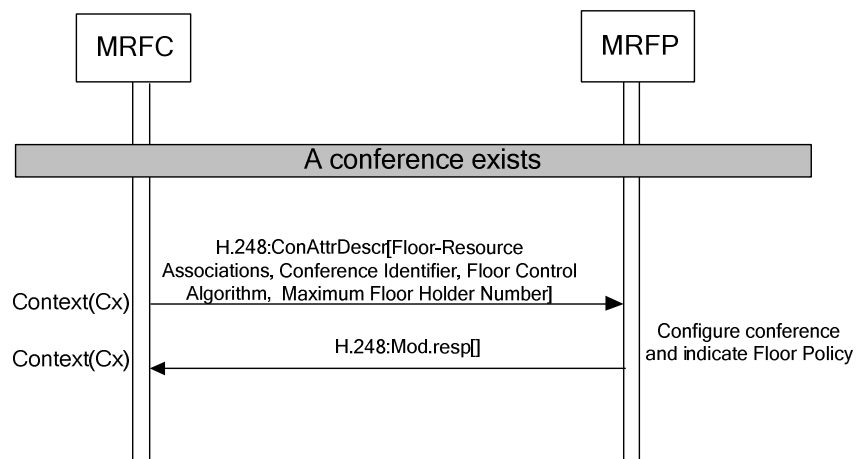 MRFC
MRFP
A conference exists
H.248:ConAttrDescr[Floor-Resource
Associations, Conference Identifier, Floor Control
Algorithm, Maximum Floor Holder Number]
Context(Cx)
Configure conference
and indicate Floor Policy
H.248:Mod.resp[]
Context(Cx)